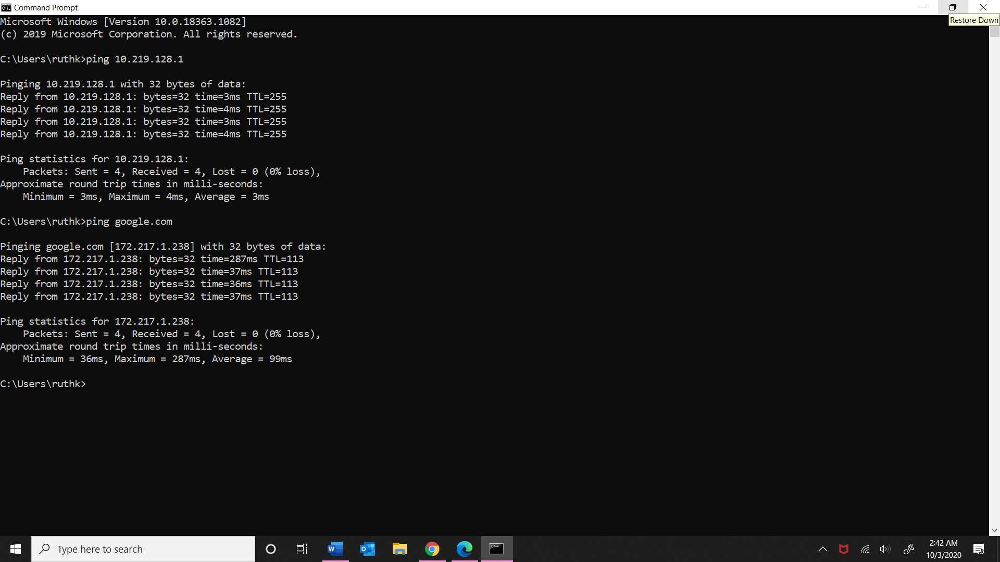 Command Prompt
Restore Down
Microsoft Windows [Version 10.0.18363.1082]
(c) 2019 Microsoft Corporation. All rights reserved.
C:\Users\ruthk>ping 10.219.128.1
Pinging 10.219.128.1 with 32 bytes of data:
Reply from 10.219.128.1: bytes=32 time=3ms TTL=255
Reply from 10.219.128.1: bytes=32 time=4ms TTL=255
Reply from 10.219.128.1: bytes=32 time=3ms TTL=255
Reply from 10.219.128.1: bytes=32 time=4ms TTL=255
Ping statistics for 10.219.128.1:
    Packets: Sent = 4, Received = 4, Lost = 0 (0% loss),
Approximate round trip times in milli-seconds:
    Minimum = 3ms, Maximum = 4ms, Average = 3ms
C:\Users\ruthk>ping google.com
Pinging google.com [172.217.1.238] with 32 bytes of data:
Reply from 172.217.1.238: bytes=32 time=287ms TTL=113
Reply from 172.217.1.238: bytes=32 time=37ms TTL=113
Reply from 172.217.1.238: bytes=32 time=36ms TTL=113
Reply from 172.217.1.238: bytes=32 time=37ms TTL=113
Ping statistics for 172.217.1.238:
    Packets: Sent = 4, Received = 4, Lost = 0 (0% loss),
Approximate round trip times in milli-seconds:
    Minimum = 36ms, Maximum = 287ms, Average = 99ms
C:\Users\ruthk>
Type here to search
2:42 AM
10/3/2020